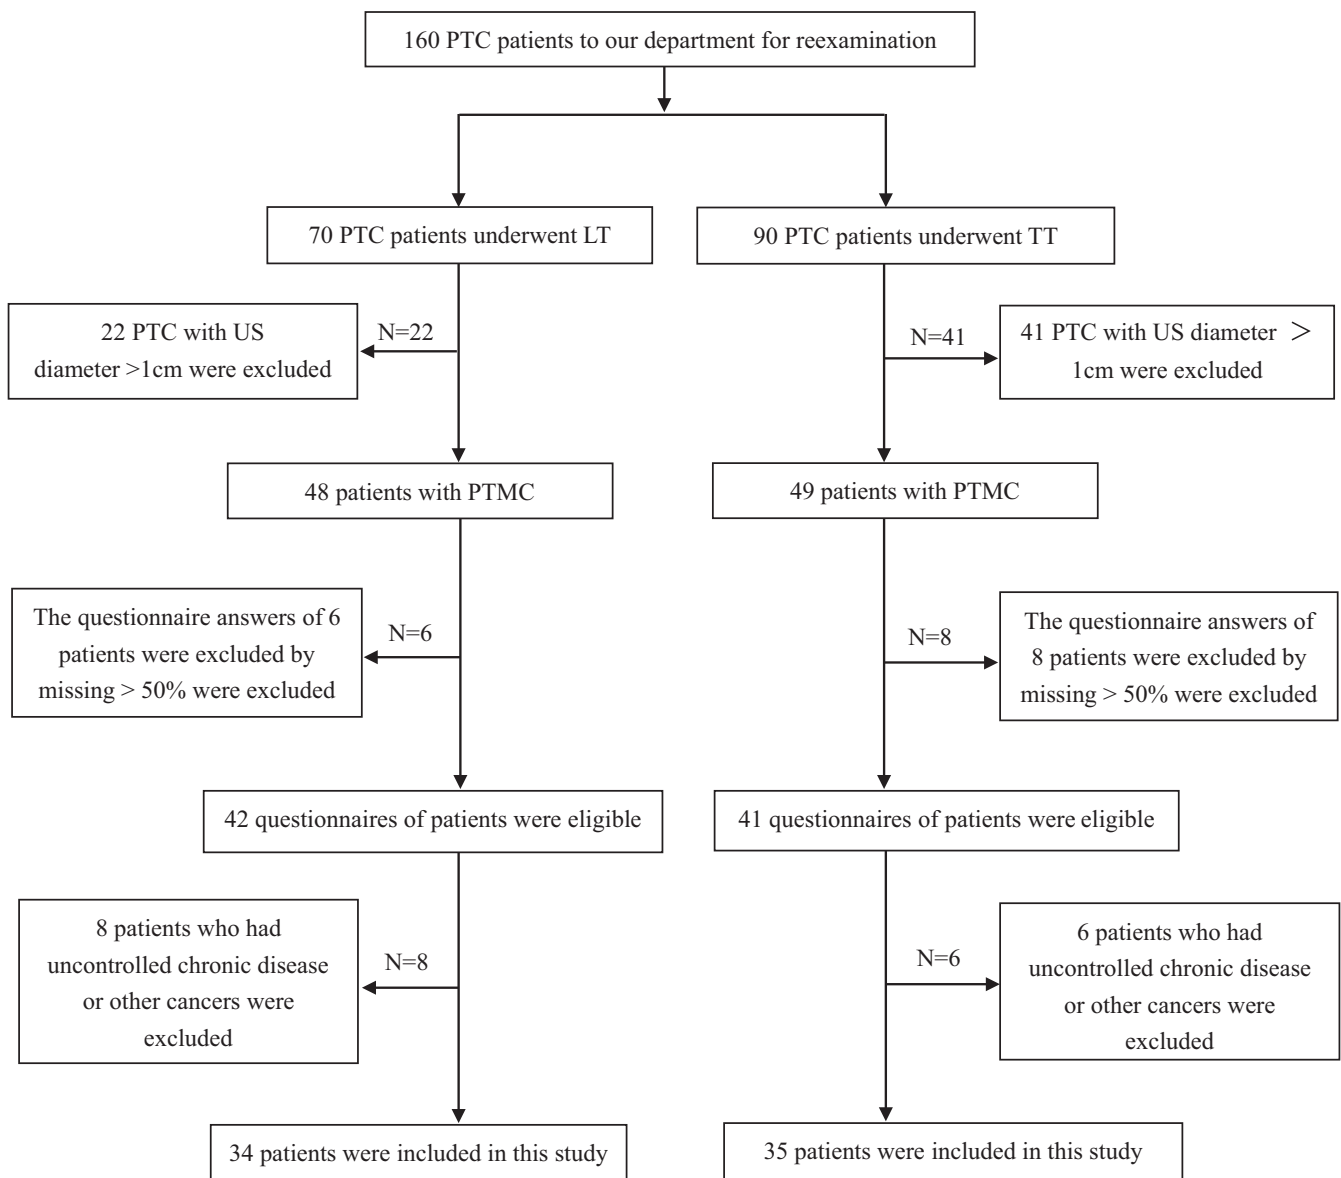 160 PTC patients to our department for reexamination
70 PTC patients underwent LT
90 PTC patients underwent TT
22 PTC with US
diameter >1cm were excluded
N=22
N=41
41 PTC with US diameter ＞
1cm were excluded
48 patients with PTMC
49 patients with PTMC
The questionnaire answers of 6
patients were excluded by
missing > 50% were excluded
N=6
N=8
The questionnaire answers of
8 patients were excluded by
missing > 50% were excluded
42 questionnaires of patients were eligible
41 questionnaires of patients were eligible
8 patients who had
uncontrolled chronic disease
or other cancers were
excluded
N=8
N=6
6 patients who had
uncontrolled chronic disease
or other cancers were
excluded
34 patients were included in this study
35 patients were included in this study